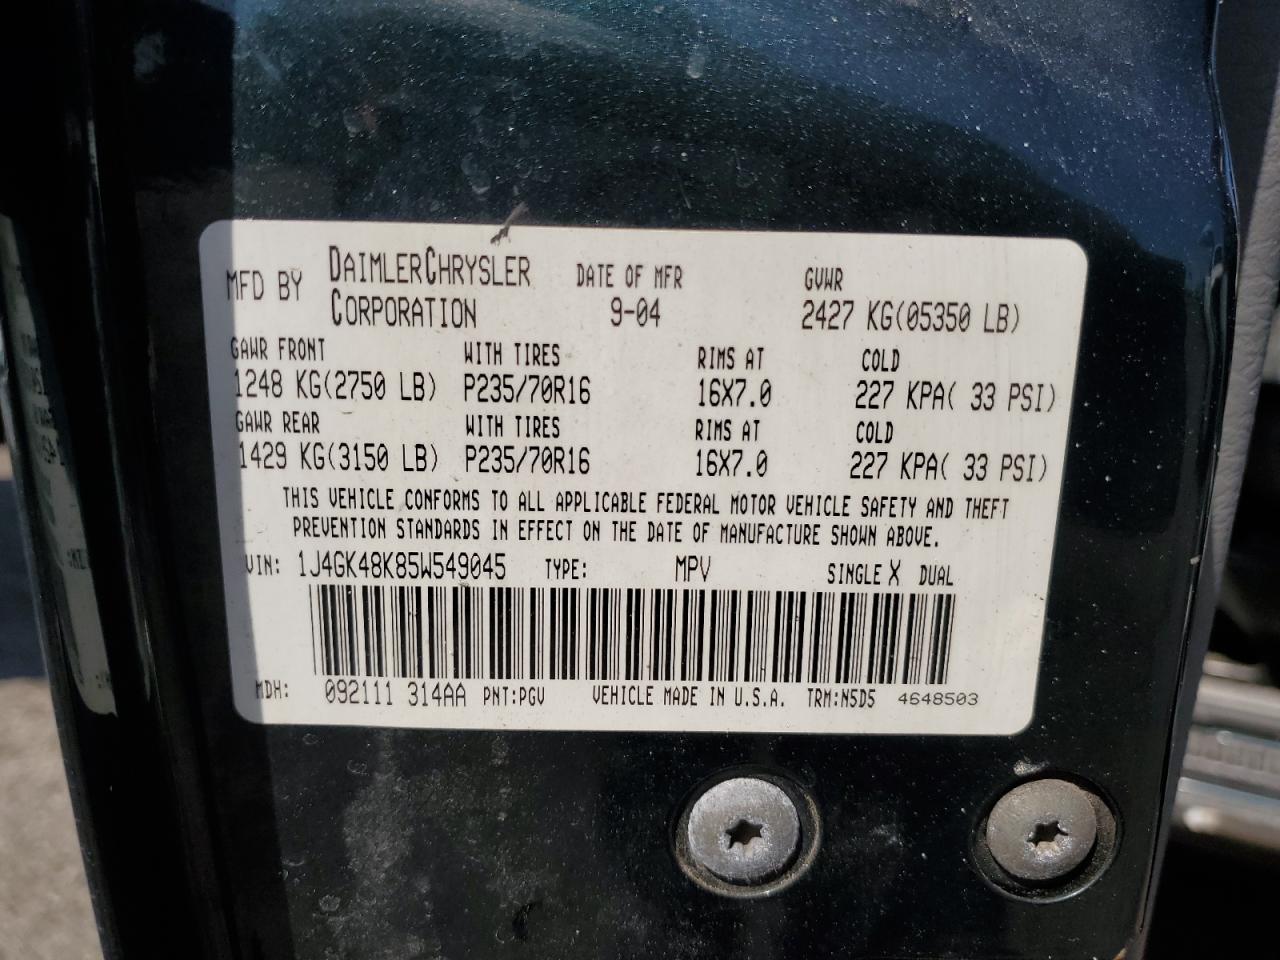 MFD BY DAIMLERCHRYSLER CORPORATION DATE OF MFR 9-04 GVWR 2427 KG(05350 LB)
GAWR FRONT WITH TIRES RIMS AT COLD
1248 KG(2750 LB) P235/70R16 16X7.0 227 KPA( 33 PSI)
GAWR REAR WITH TIRES RIMS AT COLD
1429 KG(3150 LB) P235/70R16 16X7.0 227 KPA( 33 PSI)
THIS VEHICLE CONFORMS TO ALL APPLICABLE FEDERAL MOTOR VEHICLE SAFETY AND THEFT
PREVENTION STANDARDS IN EFFECT ON THE DATE OF MANUFACTURE SHOWN ABOVE.
VIN: 1J4GK48K85W549045 TYPE: MPV SINGLE X DUAL
MDH: 092111 314AA PNT:PGV VEHICLE MADE IN U.S.A. TRM:N5D5 4648503